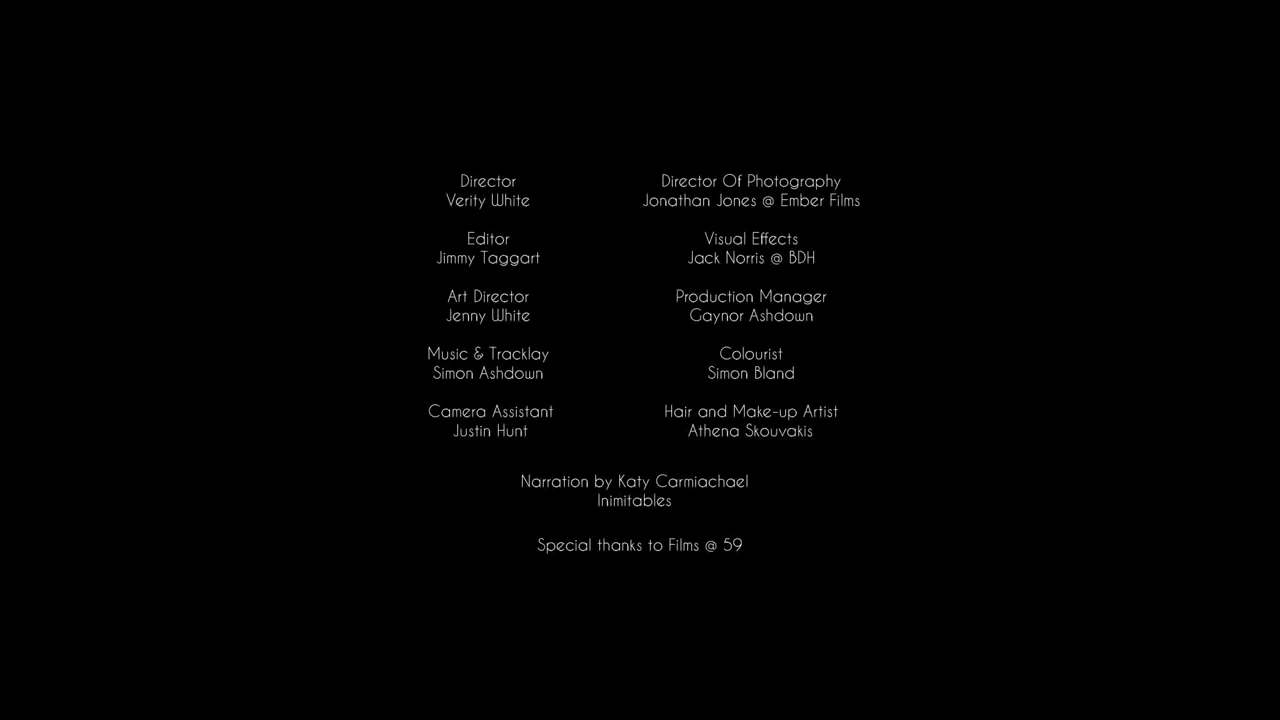 Director
Verity White
Director Of Photography
Jonathan Jones @ Ember Films
Editor
Jimmy Taggart
Visual Effects
Jack Norris @ BDH
Art Director
Jenny White
Production Manager
Gaynor Ashdown
Music & Tracklay
Simon Ashdown
Colourist
Simon Bland
Camera Assistant
Justin Hunt
Hair and Make-up Artist
Athena Skouvakis
Narration by Katy Carmiachael
Inimitables
Special thanks to Films @ 59